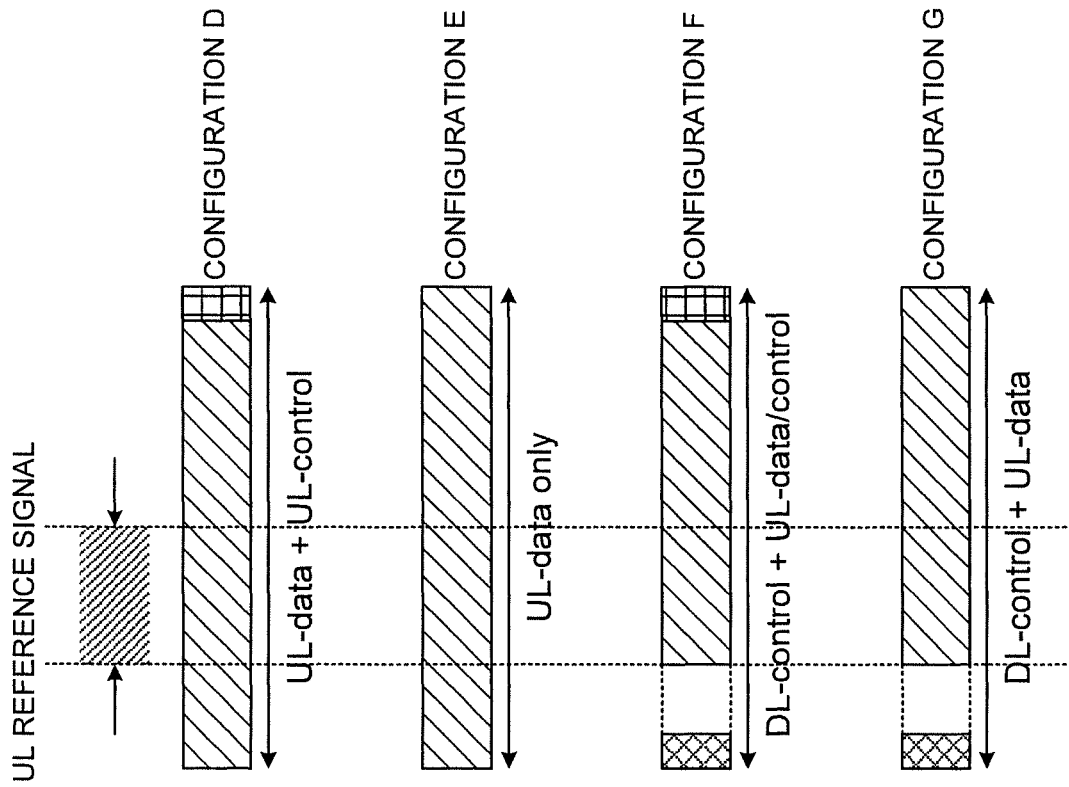 UL REFERENCE SIGNAL
CONFIGURATION D
UL-data + UL-control
CONFIGURATION E
UL-data only
CONFIGURATION F
DL-control + UL-data/control
CONFIGURATION G
DL-control + UL-data